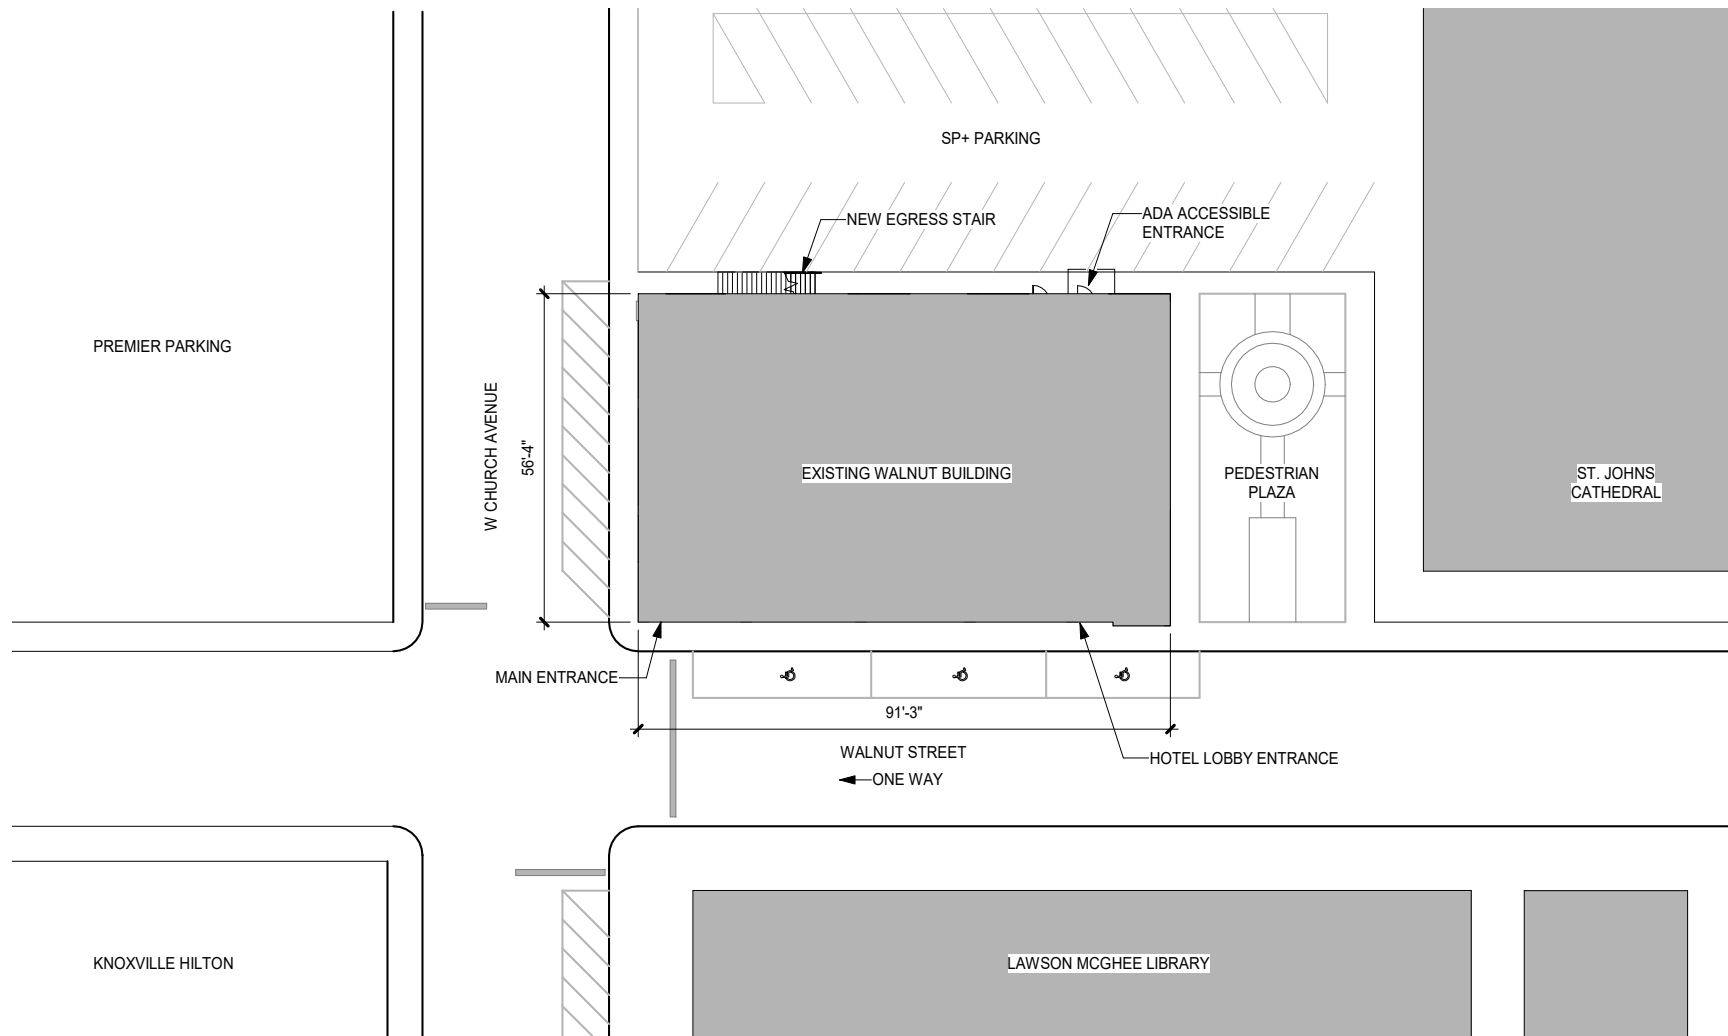 SP+ PARKING
NEW EGRESS STAIR
ADA ACCESSIBLE
ENTRANCE
PREMIER PARKING
W CHURCH AVENUE
56'-4"
EXISTING WALNUT BUILDING
PEDESTRIAN
PLAZA
ST. JOHNS
CATHEDRAL
MAIN ENTRANCE
91'-3"
WALNUT STREET
HOTEL LOBBY ENTRANCE
ONE WAY
KNOXVILLE HILTON
LAWSON MCGHEE LIBRARY